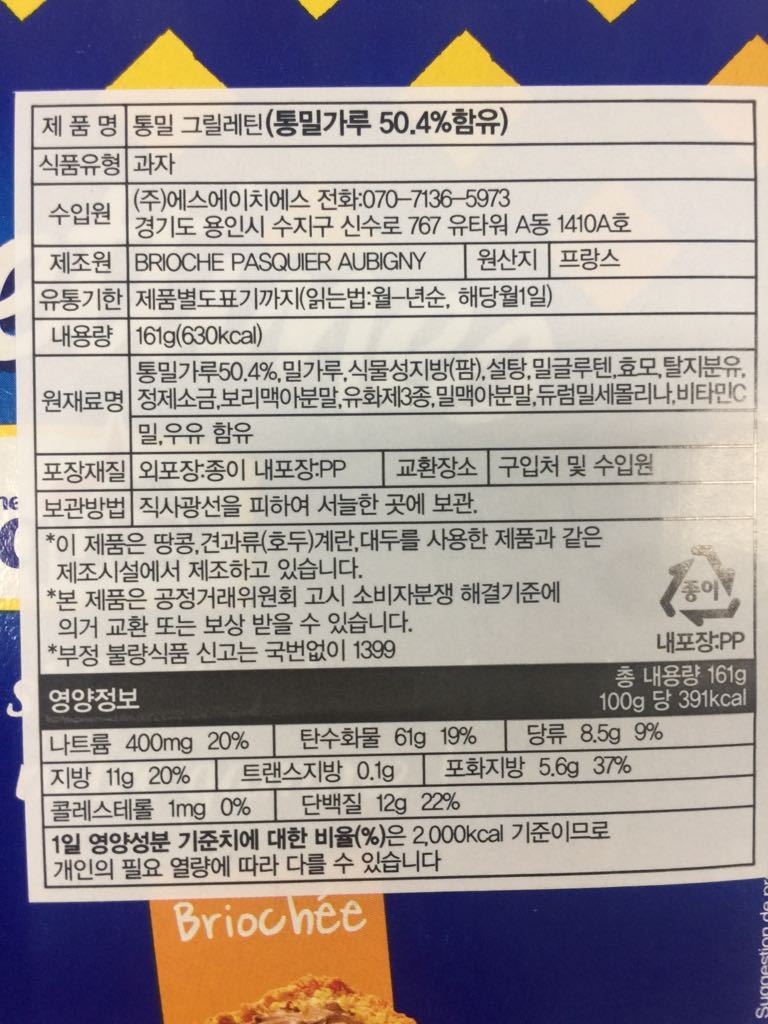 제 품 명 통밀 그릴레틴(통밀가루 50.4%함유)
식품유형 과자
수입원 (주)에스에이치에스 전화:070-7136-5973
경기도 용인시 수지구 신수로 767 유타워 A동 1410A호
제조원 BRIOCHE PASQUIER AUBIGNY 원산지 프랑스
유통기한 제품별도표기까지(읽는법:월-년순, 해당월1일)
내용량 161g(630kcal)
원재료명 통밀가루50.4%,밀가루,식물성지방(팜),설탕,밀글루텐,효모,탈지분유,
정제소금,보리맥아분말,유화제3종,밀맥아분말,듀럼밀세몰리나,비타민C
밀,우유 함유
포장재질 외포장:종이 내포장:PP 교환장소 구입처 및 수입원
보관방법 직사광선을 피하여 서늘한 곳에 보관.
*이 제품은 땅콩,견과류(호두)계란,대두를 사용한 제품과 같은
제조시설에서 제조하고 있습니다.
*본 제품은 공정거래위원회 고시 소비자분쟁 해결기준에
의거 교환 또는 보상 받을 수 있습니다.
*부정 불량식품 신고는 국번없이 1399
종이
내포장:PP
영양정보 총 내용량 161g
100g 당 391kcal
나트륨 400mg 20% 탄수화물 61g 19% 당류 8.5g 9%
지방 11g 20% 트랜스지방 0.1g 포화지방 5.6g 37%
콜레스테롤 1mg 0% 단백질 12g 22%
1일 영양성분 기준치에 대한 비율(%)은 2,000kcal 기준이므로
개인의 필요 열량에 따라 다를 수 있습니다
Briochée
Suggestion de